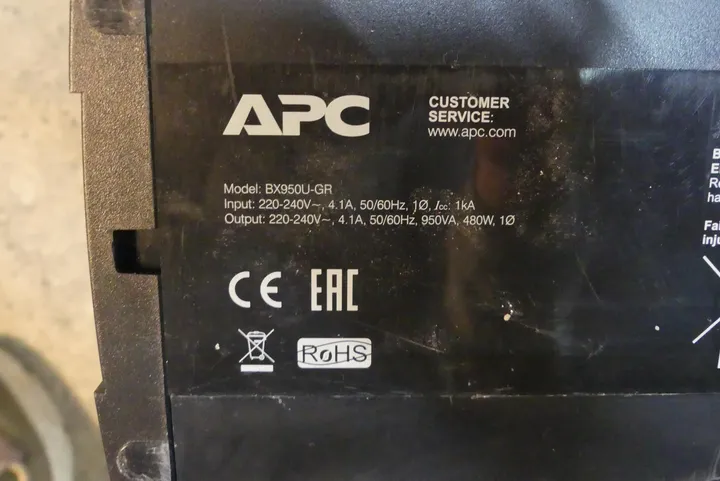 APC
CUSTOMER
SERVICE:
www.apc.com
Model: BX950U-GR
Input: 220-240V~, 4.1A, 50/60Hz, 1Ø, Icc: 1kA
Output: 220-240V~, 4.1A, 50/60Hz, 950VA, 480W, 1Ø
CE EAC
RoHS